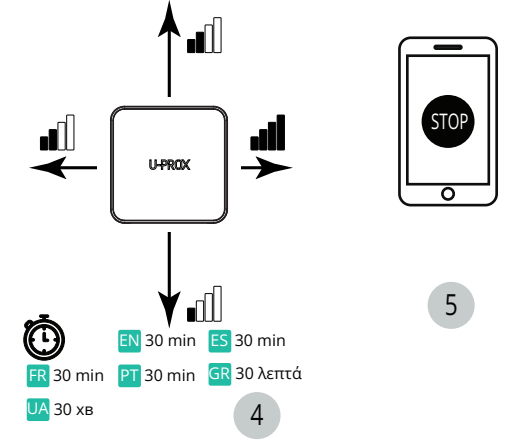 U-PROX
STOP
EN 30 min ES 30 min
FR 30 min PT 30 min GR 30 λεπτά
UA 30 хв
4
5